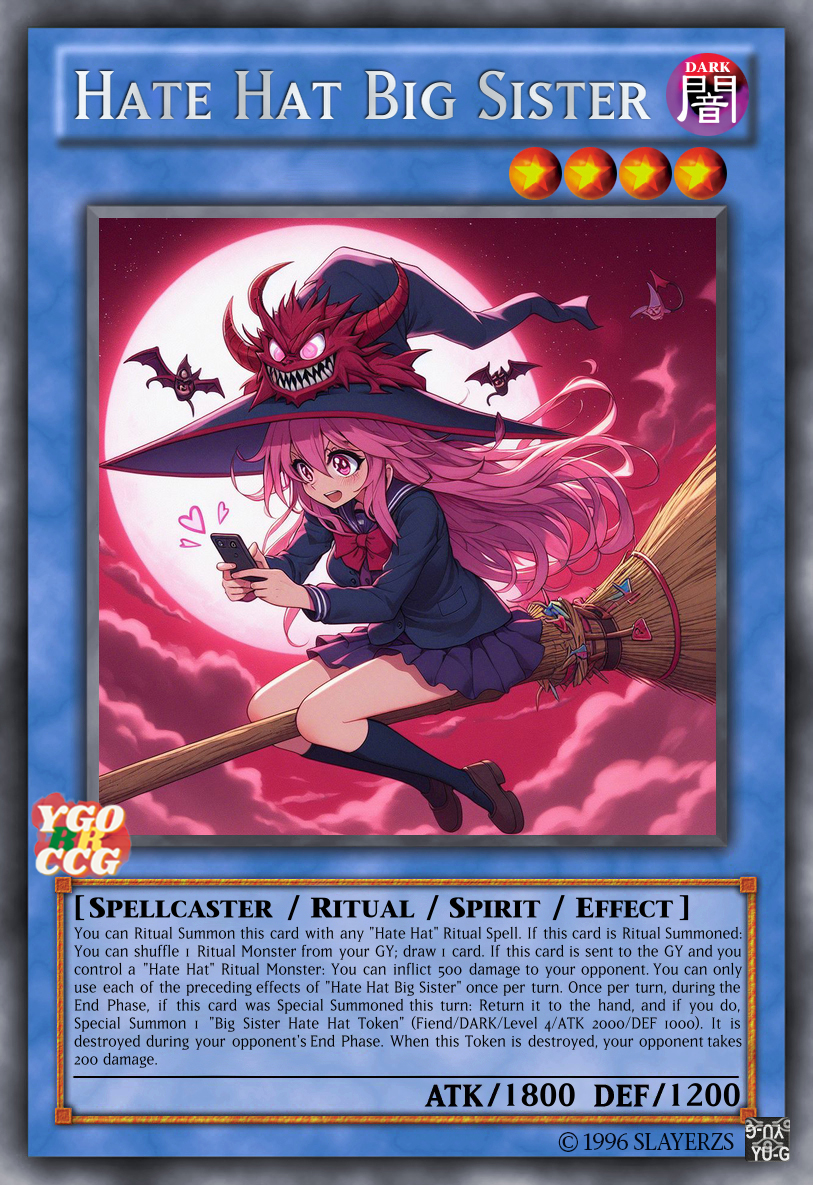 Hate Hat Big Sister
DARK
闇
YGO
RR
CCG
[ Spellcaster / Ritual / Spirit / Effect ]
You can Ritual Summon this card with any "Hate Hat" Ritual Spell. If this card is Ritual Summoned:
You can shuffle 1 Ritual Monster from your GY; draw 1 card. If this card is sent to the GY and you
control a "Hate Hat" Ritual Monster: You can inflict 500 damage to your opponent. You can only
use each of the preceding effects of "Hate Hat Big Sister" once per turn. Once per turn, during the
End Phase, if this card was Special Summoned this turn: Return it to the hand, and if you do,
Special Summon 1 "Big Sister Hate Hat Token" (Fiend/DARK/Level 4/ATK 2000/DEF 1000). It is
destroyed during your opponent's End Phase. When this Token is destroyed, your opponent takes
200 damage.
ATK/1800 DEF/1200
© 1996 SLAYERZS
YU-G